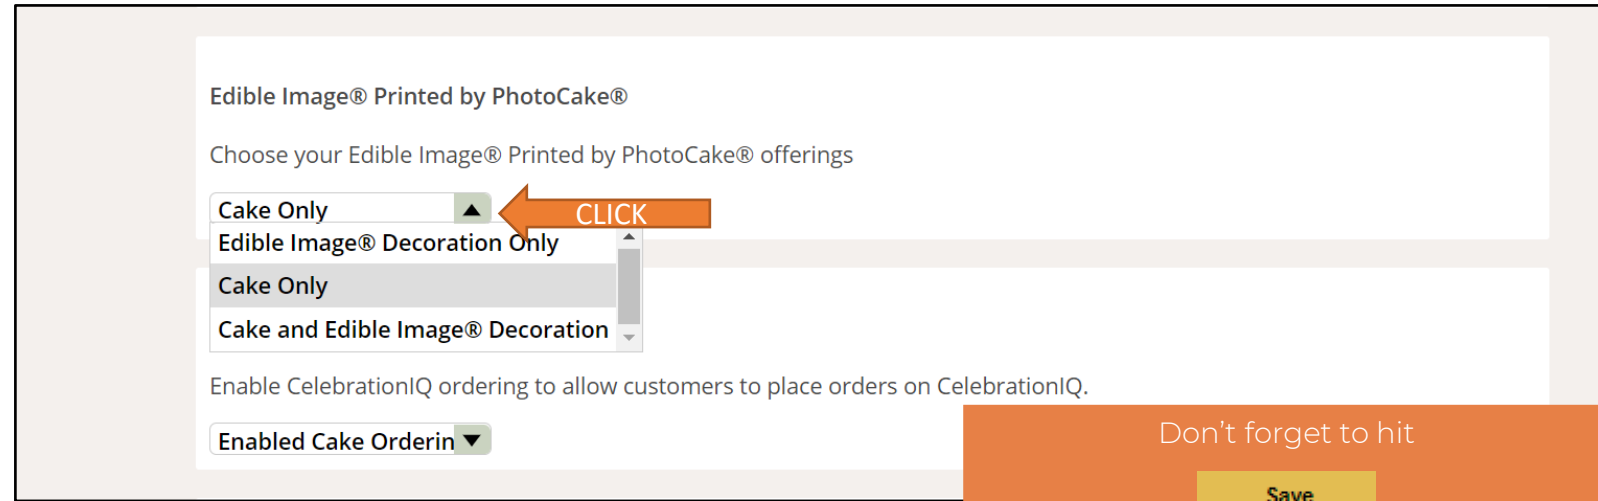 Edible Image® Printed by PhotoCake®
Choose your Edible Image® Printed by PhotoCake® offerings
Cake Only
CLICK
Edible Image® Decoration Only
Cake Only
Cake and Edible Image® Decoration
Enable CelebrationIQ ordering to allow customers to place orders on CelebrationIQ.
Enabled Cake Orderin
Don't forget to hit
Save